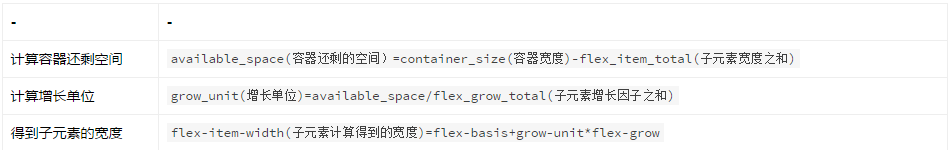 - -
计算容器还剩空间 available_space(容器还剩的空间）=container_size(容器宽度)-flex_item_total(子元素宽度之和)
计算增长单位 grow_unit(增长单位)=available_space/flex_grow_total(子元素增长因子之和)
得到子元素的宽度 flex-item-width(子元素计算得到的宽度)=flex-basis+grow-unit*flex-grow